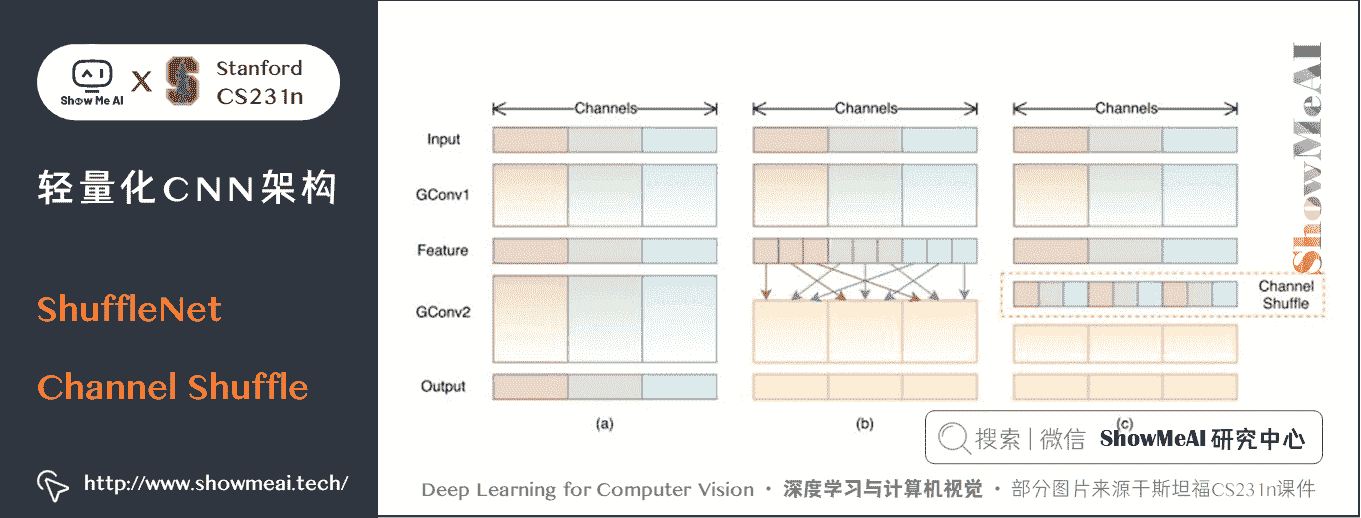 Show Me AI
X
Stanford
CS231n
轻量化CNN架构
ShuffleNet
Channel Shuffle
http://www.showmeai.tech/
Channels
Channels
Channels
Input
GConv1
Feature
GConv2
Output
Channel
Shuffle
(a)
(b)
(c)
ShowMeAI
搜索 | 微信 ShowMeAI 研究中心
Deep Learning for Computer Vision · 深度学习与计算机视觉 · 部分图片来源于斯坦福CS231n课件